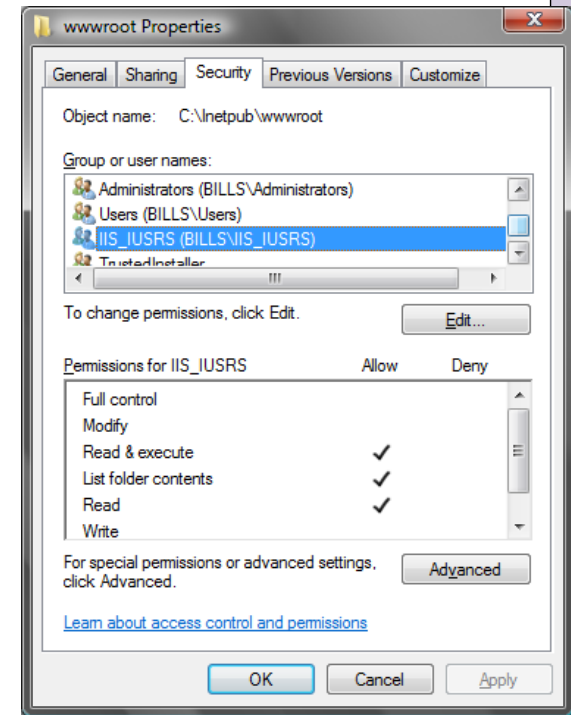 wwwroot Properties
General Sharing Security Previous Versions Customize
Object name: C:\Inetpub\wwwroot
Group or user names:
Administrators (BILLS\Administrators)
Users (BILLS\Users)
IIS_IUSRS (BILLS\IIS_IUSRS)
TrustedInstaller
To change permissions, click Edit.
Edit...
Permissions for IIS_IUSRS Allow Deny
Full control
Modify
Read & execute
List folder contents
Read
Write
For special permissions or advanced settings,
click Advanced.
Advanced
Learn about access control and permissions
OK Cancel Apply